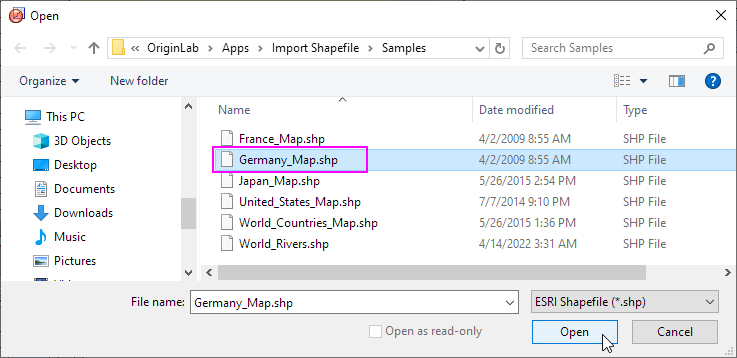 Open
« OriginLab > Apps > Import Shapefile > Samples
Search Samples
Organize New folder
This PC
3D Objects
Desktop
Documents
Downloads
Music
Pictures
Name Date modified Type
France_Map.shp 4/2/2009 8:55 AM SHP File
Germany_Map.shp 4/2/2009 8:55 AM SHP File
Japan_Map.shp 5/26/2015 2:54 PM SHP File
United_States_Map.shp 7/7/2014 9:10 PM SHP File
World_Countries_Map.shp 5/26/2015 1:36 PM SHP File
World_Rivers.shp 4/14/2022 3:31 AM SHP File
File name: Germany_Map.shp ESRI Shapefile (*.shp)
Open as read-only Open Cancel